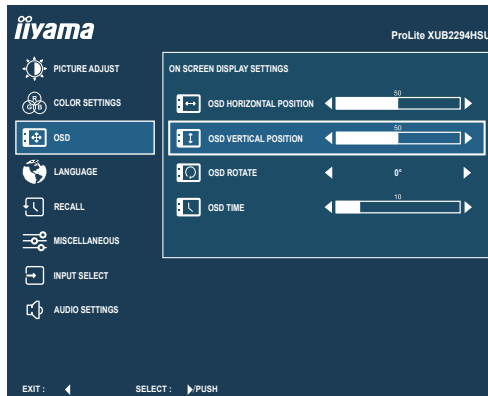 iiyama
ProLite XUB2294HSU
PICTURE ADJUST
COLOR SETTINGS
R
G B
OSD
LANGUAGE
RECALL
MISCELLANEOUS
INPUT SELECT
AUDIO SETTINGS
ON SCREEN DISPLAY SETTINGS
OSD HORIZONTAL POSITION 50
OSD VERTICAL POSITION 50
OSD ROTATE 0°
OSD TIME 10
EXIT : SELECT : /PUSH